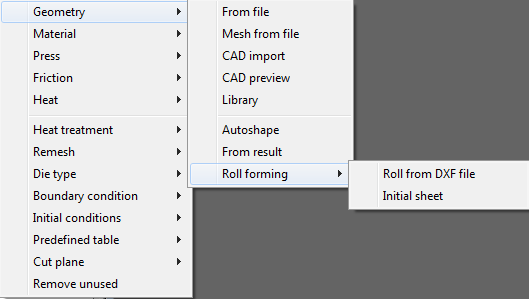 Geometry
Material
Press
Friction
Heat
Heat treatment
Remesh
Die type
Boundary condition
Initial conditions
Predefined table
Cut plane
Remove unused
From file
Mesh from file
CAD import
CAD preview
Library
Autoshape
From result
Roll forming
Roll from DXF file
Initial sheet